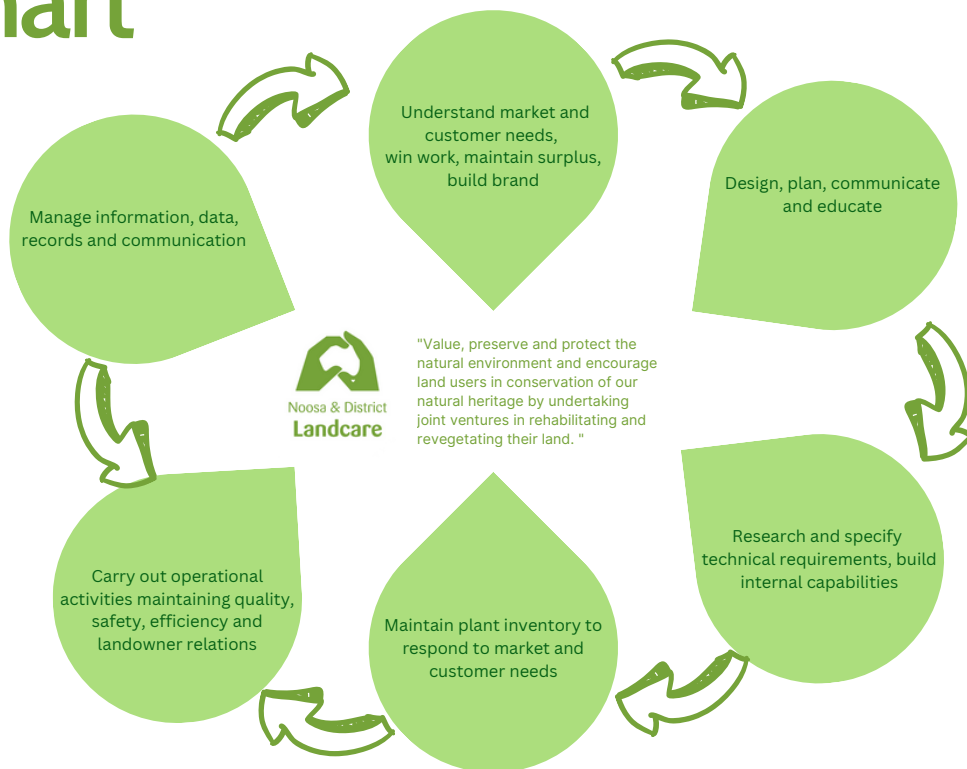 Understand market and
customer needs,
win work, maintain surplus,
build brand
Design, plan, communicate
and educate
Manage information, data,
records and communication
"Value, preserve and protect the
natural environment and encourage
land users in conservation of our
natural heritage by undertaking
joint ventures in rehabilitating and
revegetating their land. "
Noosa & District
Landcare
Research and specify
technical requirements, build
internal capabilities
Carry out operational
activities maintaining quality,
safety, efficiency and
landowner relations
Maintain plant inventory to
respond to market and
customer needs